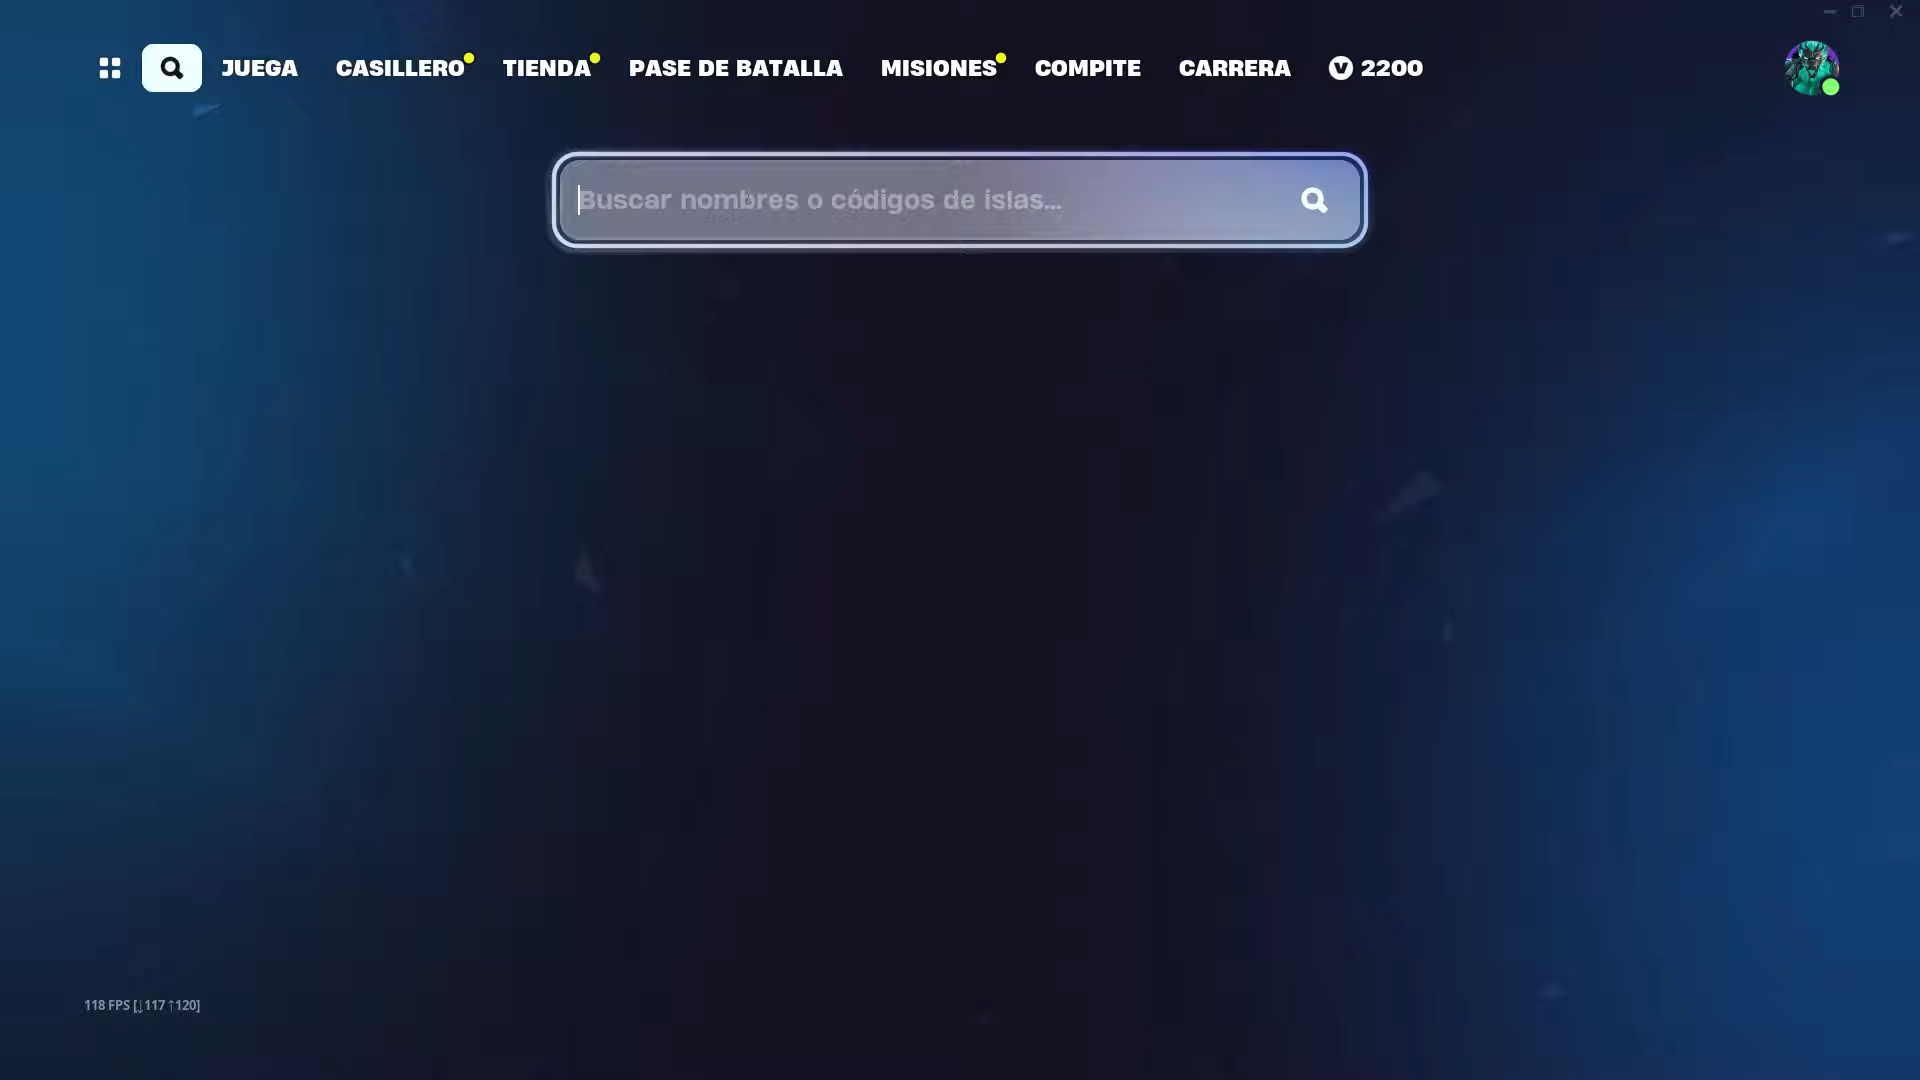 JUEGA CASILLERO TIENDA PASE DE BATALLA MISIONES COMPITE CARRERA V 2200
Buscar nombres o códigos de islas...
118 FPS [↓117 ↑120]